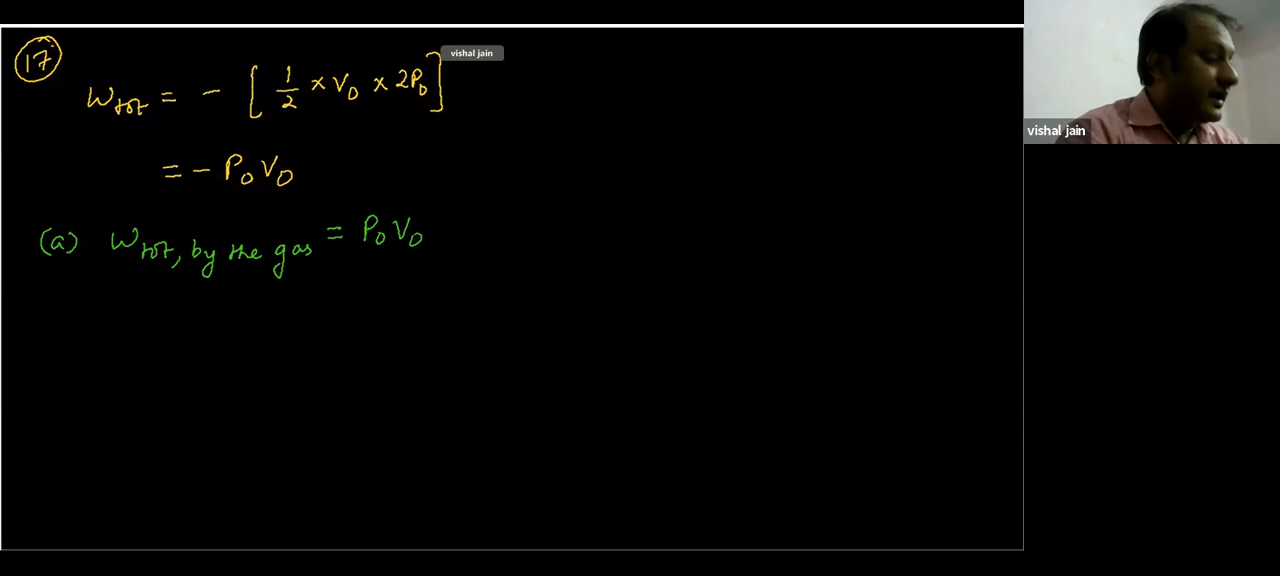 17
vishal jain
W_tot = - [ 1/2 × V₀ × 2P₀ ]
= - P₀V₀
(a) W_tot, by the gas = P₀V₀
vishal jain